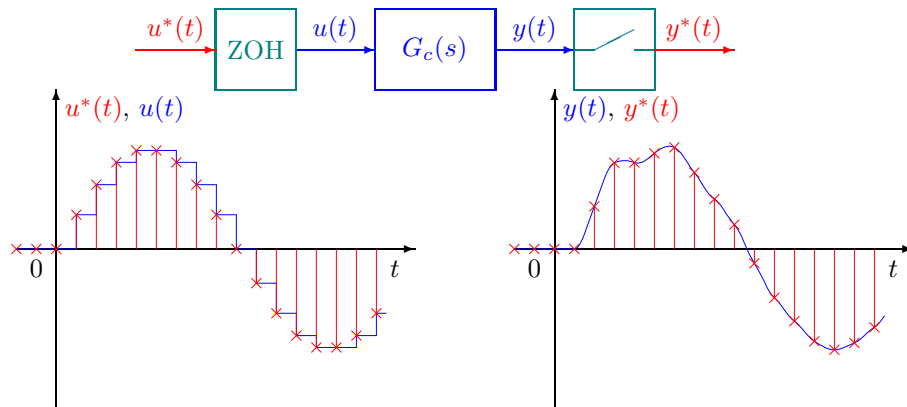 u*(t) ZOH u(t) G_c(s) y(t) y*(t)
u*(t), u(t)
y(t), y*(t)
0 t
0 t